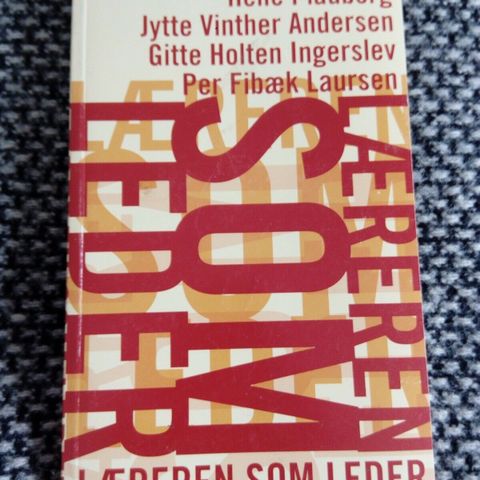 Jytte Vinther Andersen
Gitte Holten Ingerslev
Per Fibæk Laursen
LÆREREN
SOM
LEDER
LÆREREN SOM LEDER